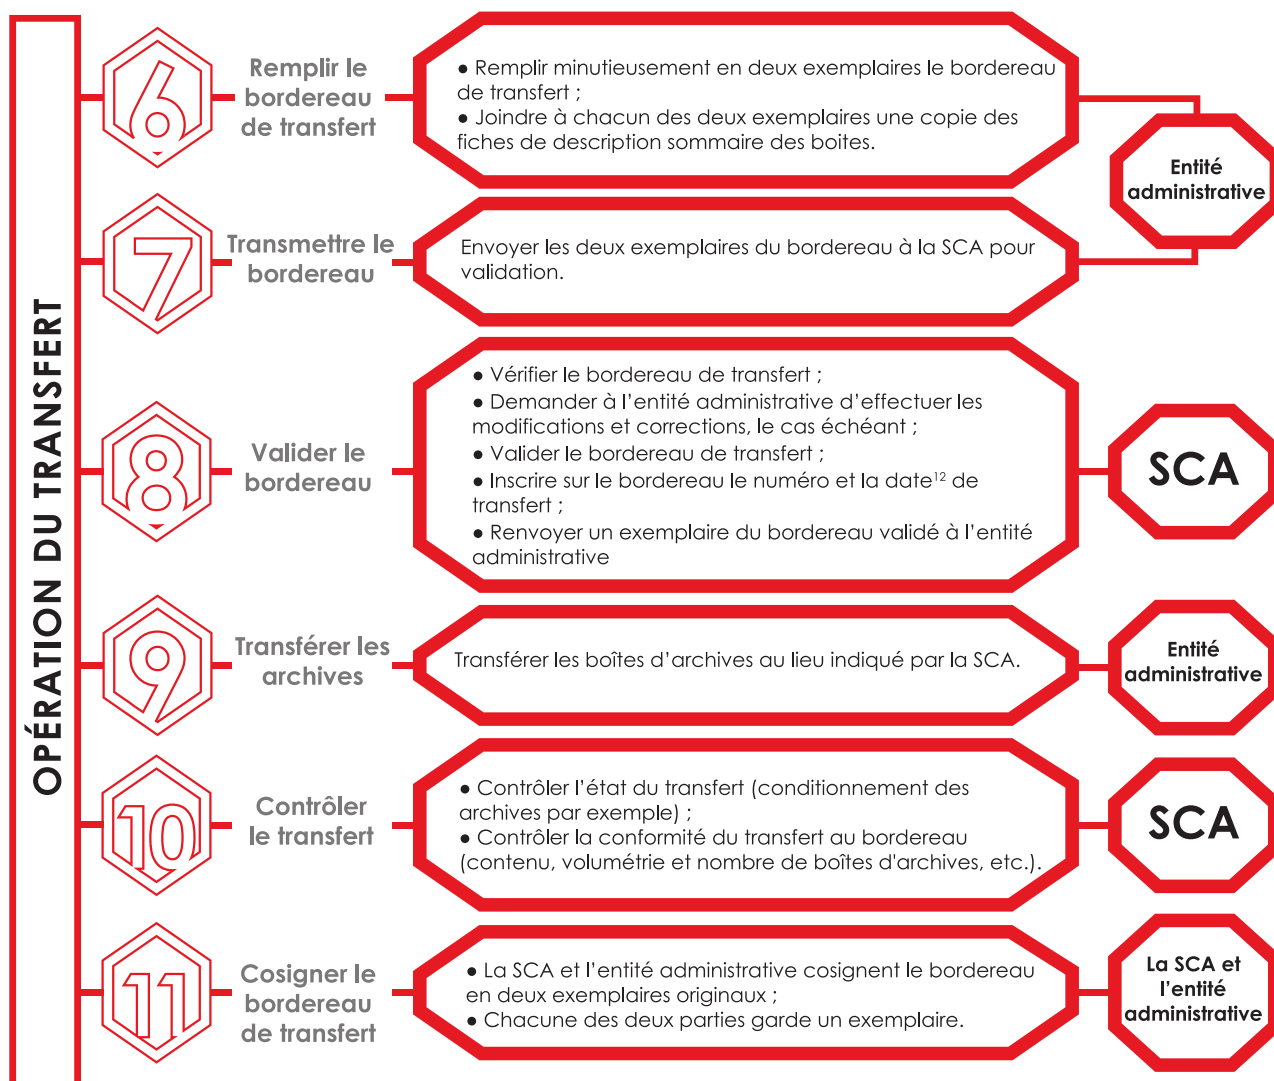 OPÉRATION DU TRANSFERT
6
Remplir le
bordereau
de transfert
● Remplir minutieusement en deux exemplaires le bordereau
de transfert ;
● Joindre à chacun des deux exemplaires une copie des
fiches de description sommaire des boites.
Entité
administrative
7
Transmettre le
bordereau
Envoyer les deux exemplaires du bordereau à la SCA pour
validation.
8
Valider le
bordereau
● Vérifier le bordereau de transfert ;
● Demander à l’entité administrative d’effectuer les
modifications et corrections, le cas échéant ;
● Valider le bordereau de transfert ;
● Inscrire sur le bordereau le numéro et la date¹² de
transfert ;
● Renvoyer un exemplaire du bordereau validé à l’entité
administrative
SCA
9
Transférer les
archives
Transférer les boîtes d’archives au lieu indiqué par la SCA.
Entité
administrative
10
Contrôler
le transfert
● Contrôler l’état du transfert (conditionnement des
archives par exemple) ;
● Contrôler la conformité du transfert au bordereau
(contenu, volumétrie et nombre de boîtes d'archives, etc.).
SCA
11
Cosigner le
bordereau
de transfert
● La SCA et l’entité administrative cosignent le bordereau
en deux exemplaires originaux ;
● Chacune des deux parties garde un exemplaire.
La SCA et
l’entité
administrative